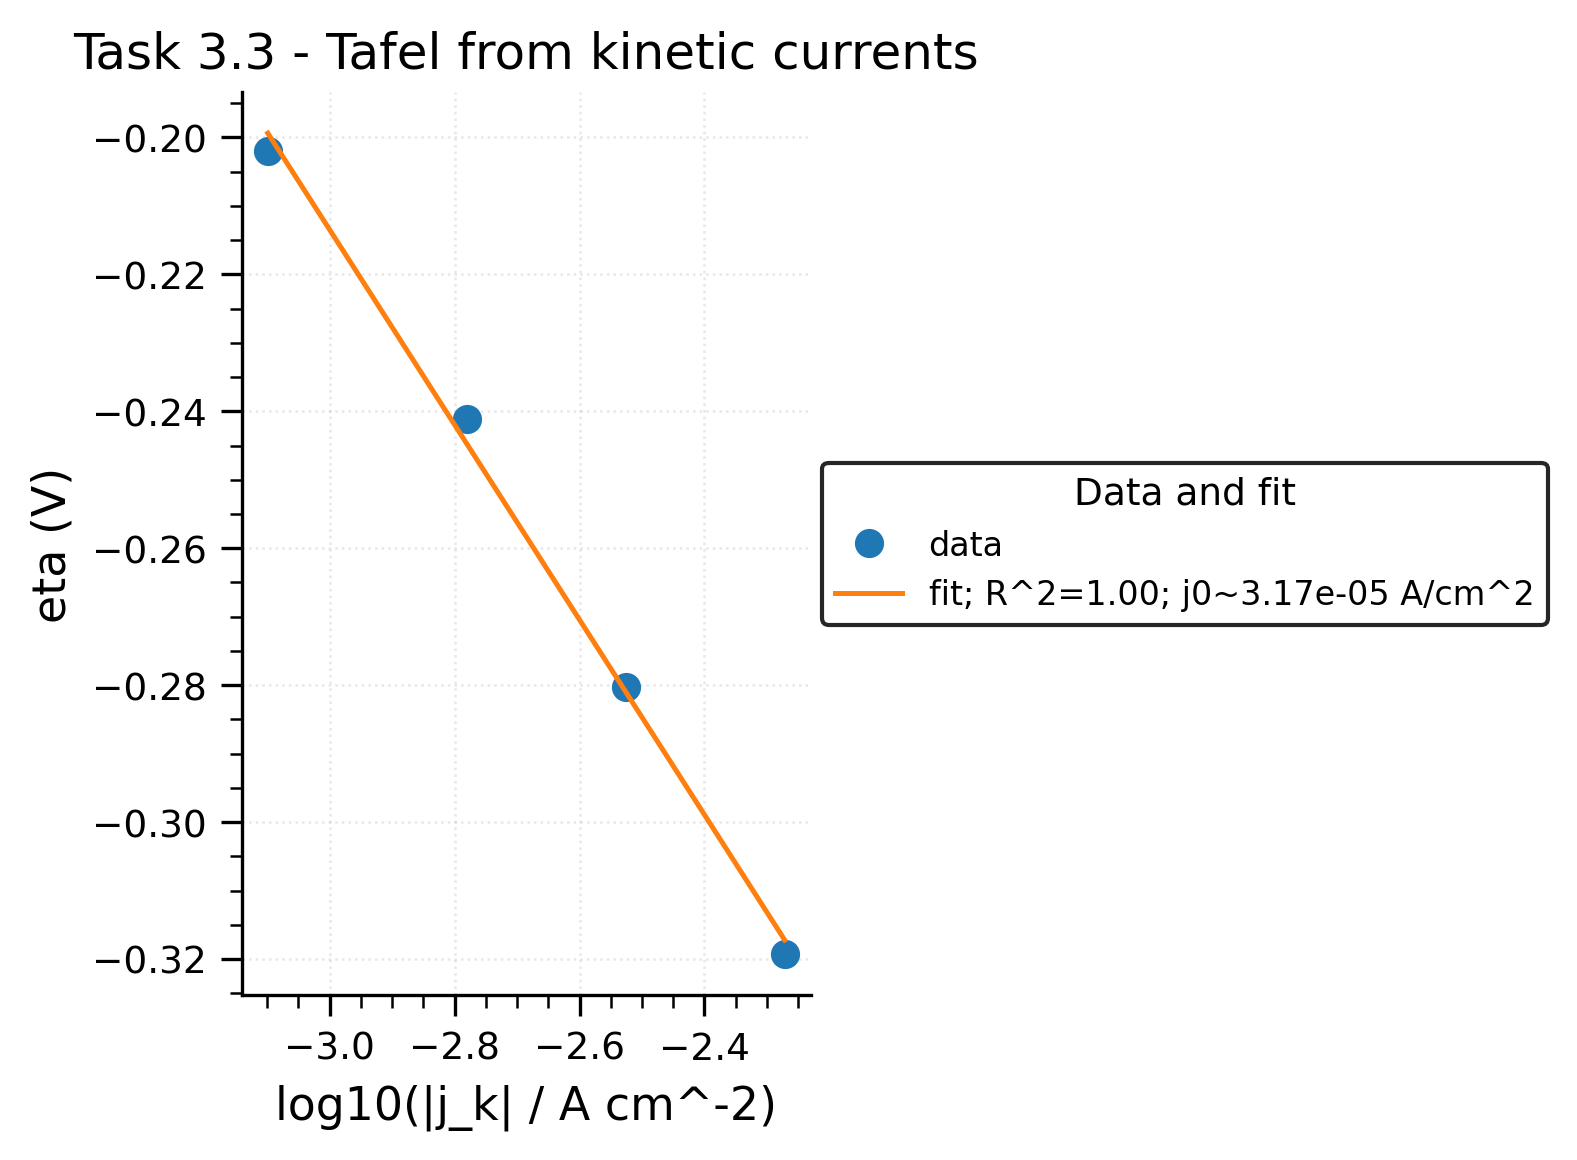 Task 3.3 - Tafel from kinetic currents
eta (V)
−0.20
−0.22
−0.24
−0.26
−0.28
−0.30
−0.32
−3.0 −2.8 −2.6 −2.4
log10(|j_k| / A cm^-2)
Data and fit
data
fit; R^2=1.00; j0~3.17e-05 A/cm^2